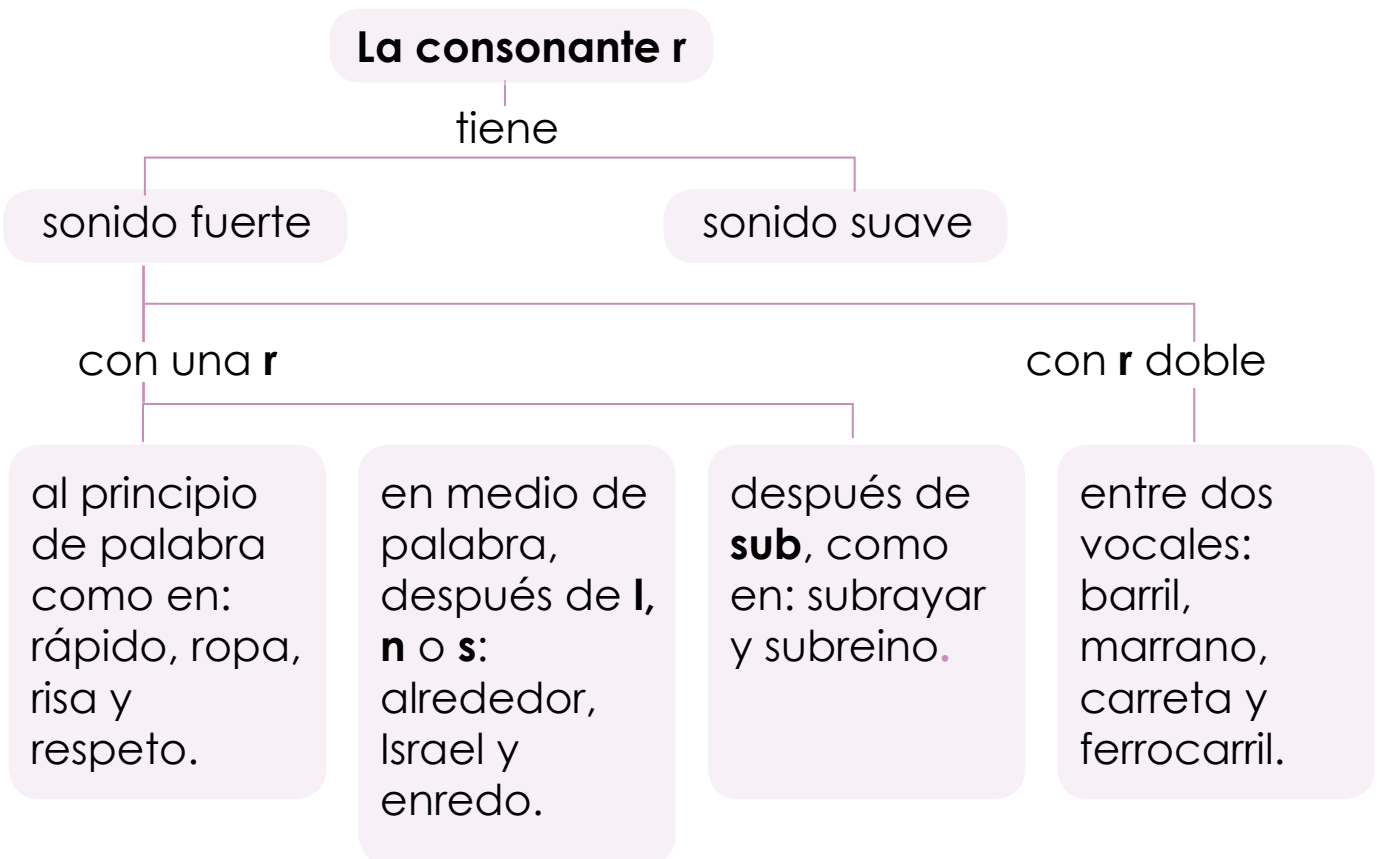 La consonante r
tiene
sonido fuerte
sonido suave
con una r
con r doble
al principio
de palabra
como en:
rápido, ropa,
risa y
respeto.
en medio de
palabra,
después de l,
n o s:
alrededor,
Israel y
enredo.
después de
sub, como
en: subrayar
y subreino.
entre dos
vocales:
barril,
marrano,
carreta y
ferrocarril.